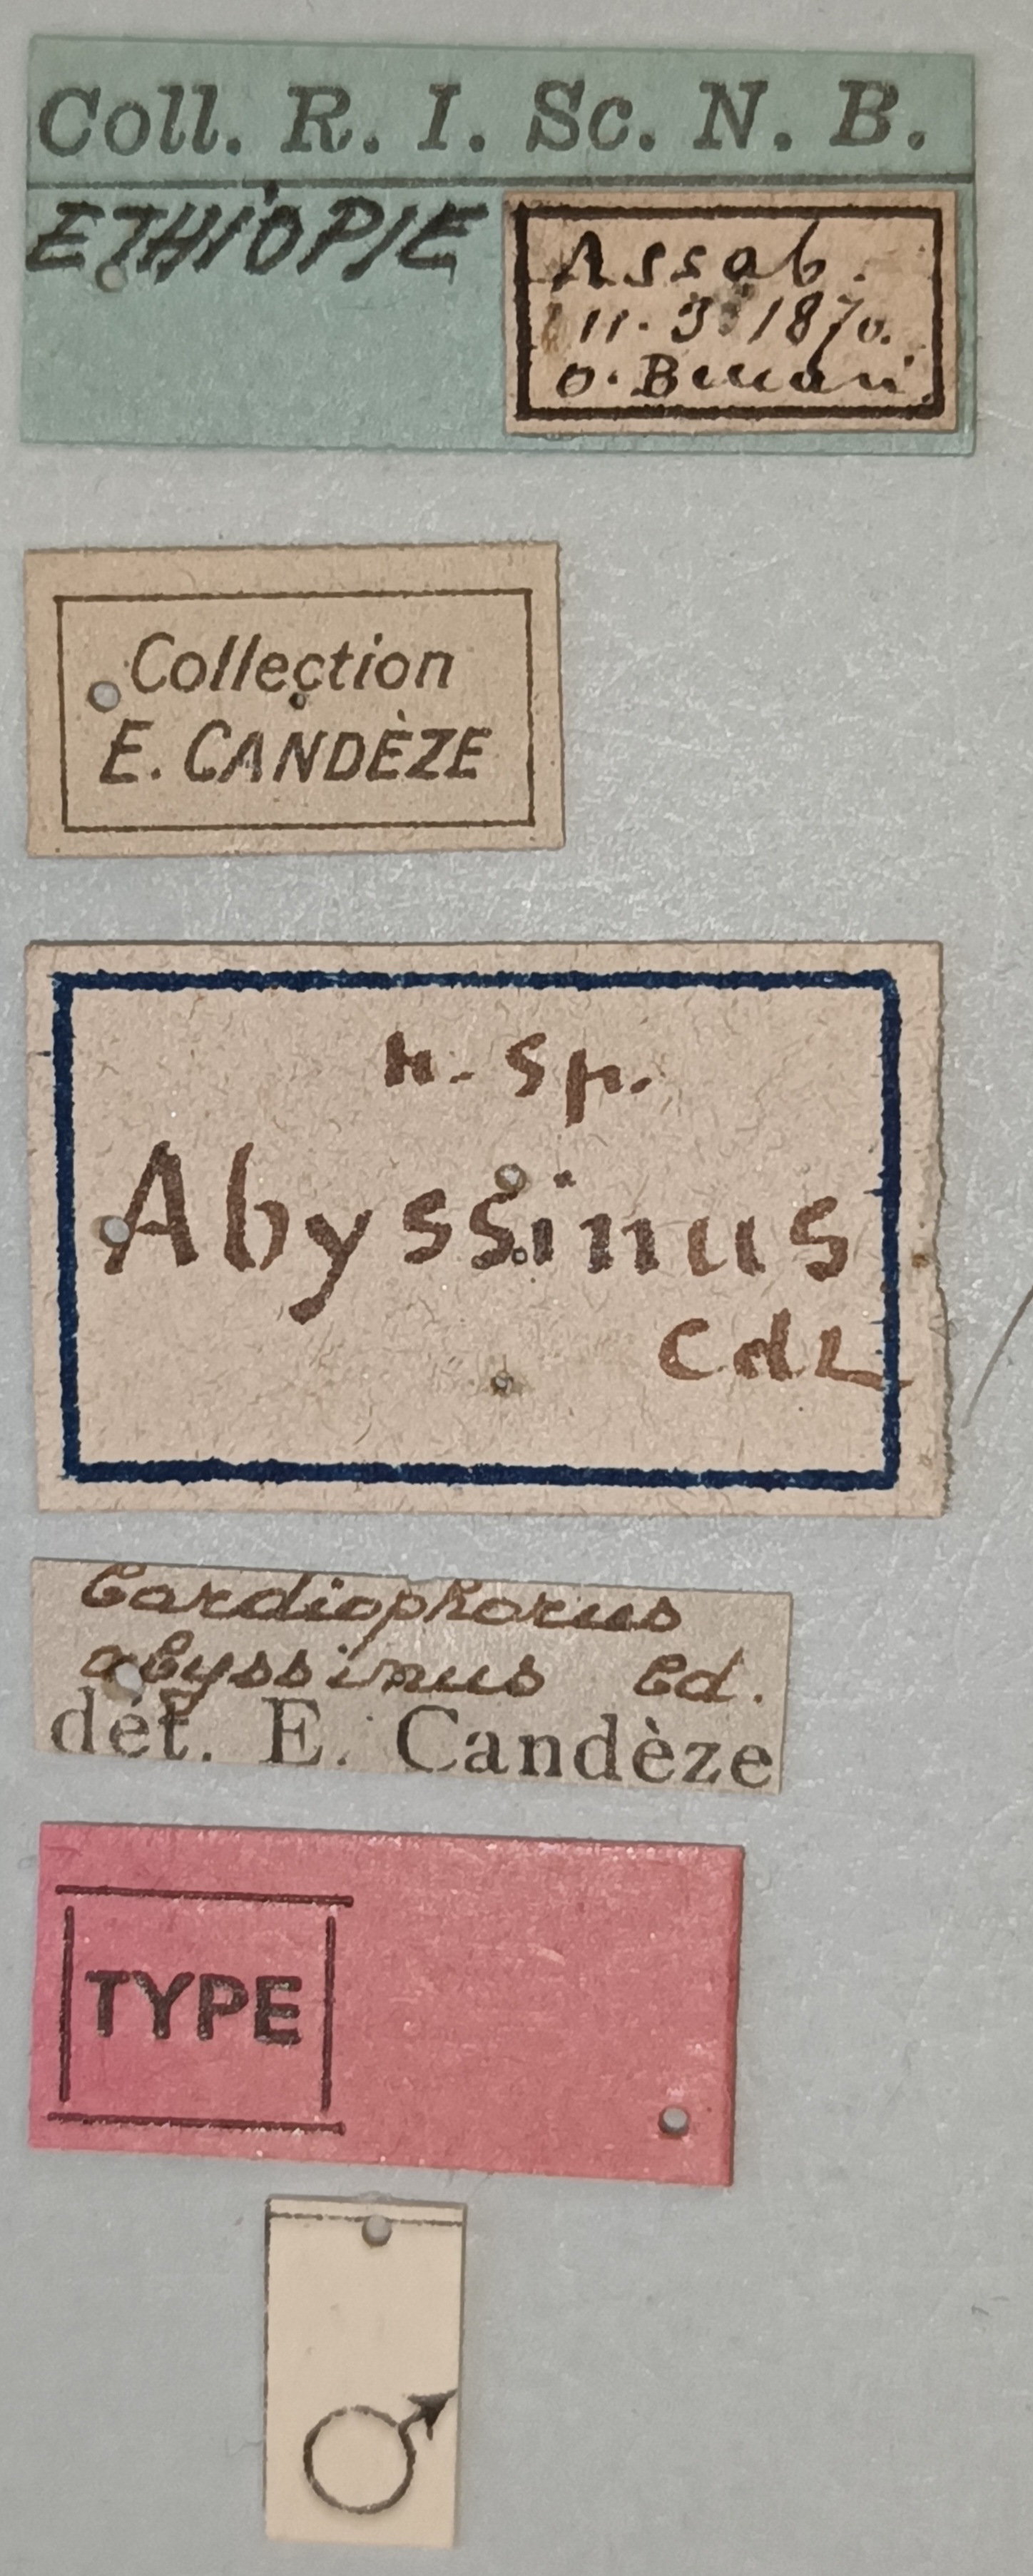 Coll. R. I. Sc. N. B.
ETHIOPIE
Assab.
11. 3. 1870.
O. Beccari.
Collection
E. CANDÈZE
n. sp.
Abyssinus
Cdz
Cardiophorus
abyssinus Cd.
dét. E. Candèze
TYPE
♂